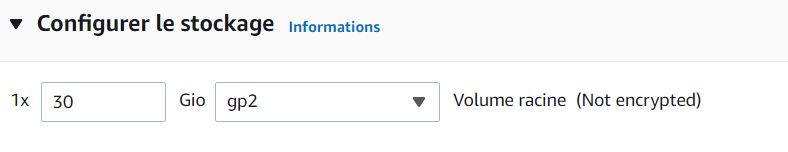 Configurer le stockage Informations
1x 30 Gio gp2 Volume racine (Not encrypted)